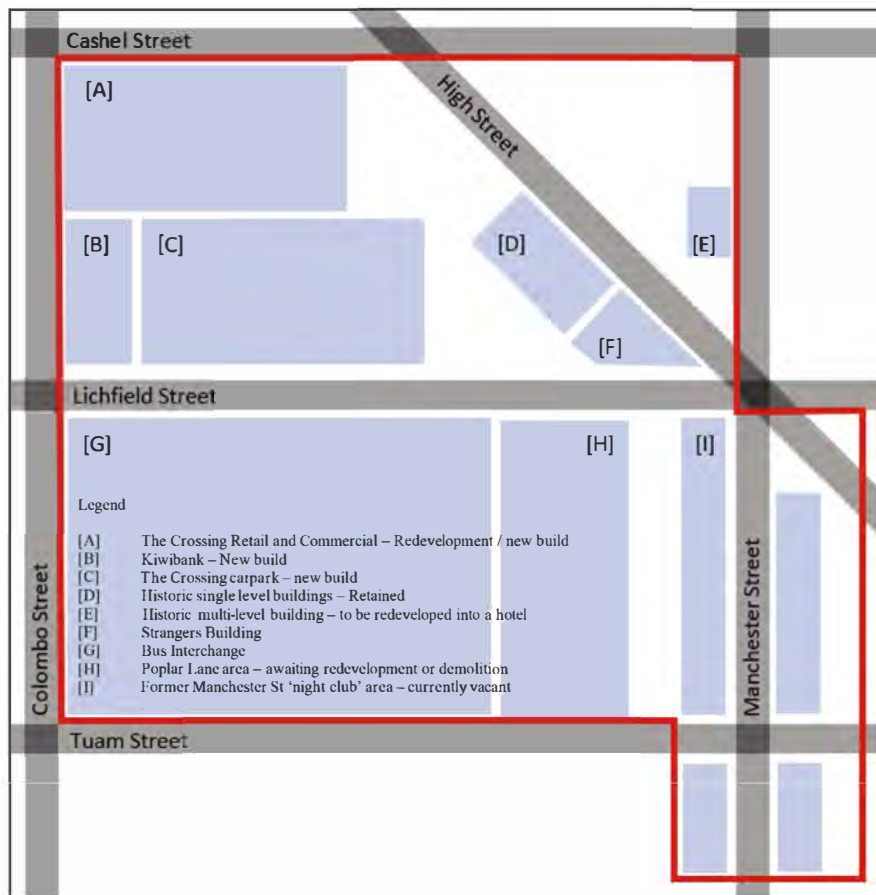 Cashel Street
[A]
High Street
[B]
[C]
[D]
[E]
[F]
Lichfield Street
[G]
[H]
[I]
Legend
[A] The Crossing Retail and Commercial – Redevelopment / new build
[B] Kiwibank – New build
[C] The Crossing carpark – new build
[D] Historic single level buildings – Retained
[E] Historic multi-level building – to be redeveloped into a hotel
[F] Strangers Building
[G] Bus Interchange
[H] Poplar Lane area – awaiting redevelopment or demolition
[I] Former Manchester St 'night club' area – currently vacant
Colombo Street
Manchester Street
Tuam Street